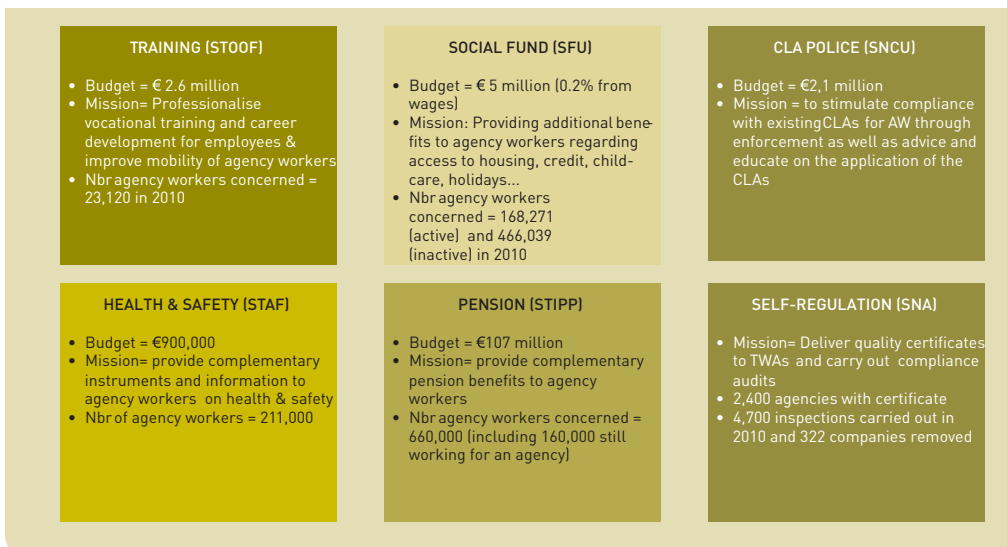 TRAINING (STOOF)
• Budget = € 2.6 million
• Mission= Professionalise
vocational training and career
development for employees &
improve mobility of agency workers
• Nbr agency workers concerned =
23,120 in 2010
SOCIAL FUND (SFU)
• Budget = € 5 million (0.2% from
wages)
• Mission: Providing additional bene-
fits to agency workers regarding
access to housing, credit, child-
care, holidays...
• Nbr agency workers
concerned = 168,271
(active) and 466,039
(inactive) in 2010
CLA POLICE (SNCU)
• Budget = €2,1 million
• Mission = to stimulate compliance
with existing CLAs for AW through
enforcement as well as advice and
educate on the application of the
CLAs
HEALTH & SAFETY (STAF)
• Budget = €900,000
• Mission= provide complementary
instruments and information to
agency workers on health & safety
• Nbr of agency workers = 211,000
PENSION (STIPP)
• Budget = €107 million
• Mission= provide complementary
pension benefits to agency
workers
• Nbr agency workers concerned =
660,000 (including 160,000 still
working for an agency)
SELF-REGULATION (SNA)
• Mission= Deliver quality certificates
to TWAs and carry out compliance
audits
• 2,400 agencies with certificate
• 4,700 inspections carried out in
2010 and 322 companies removed